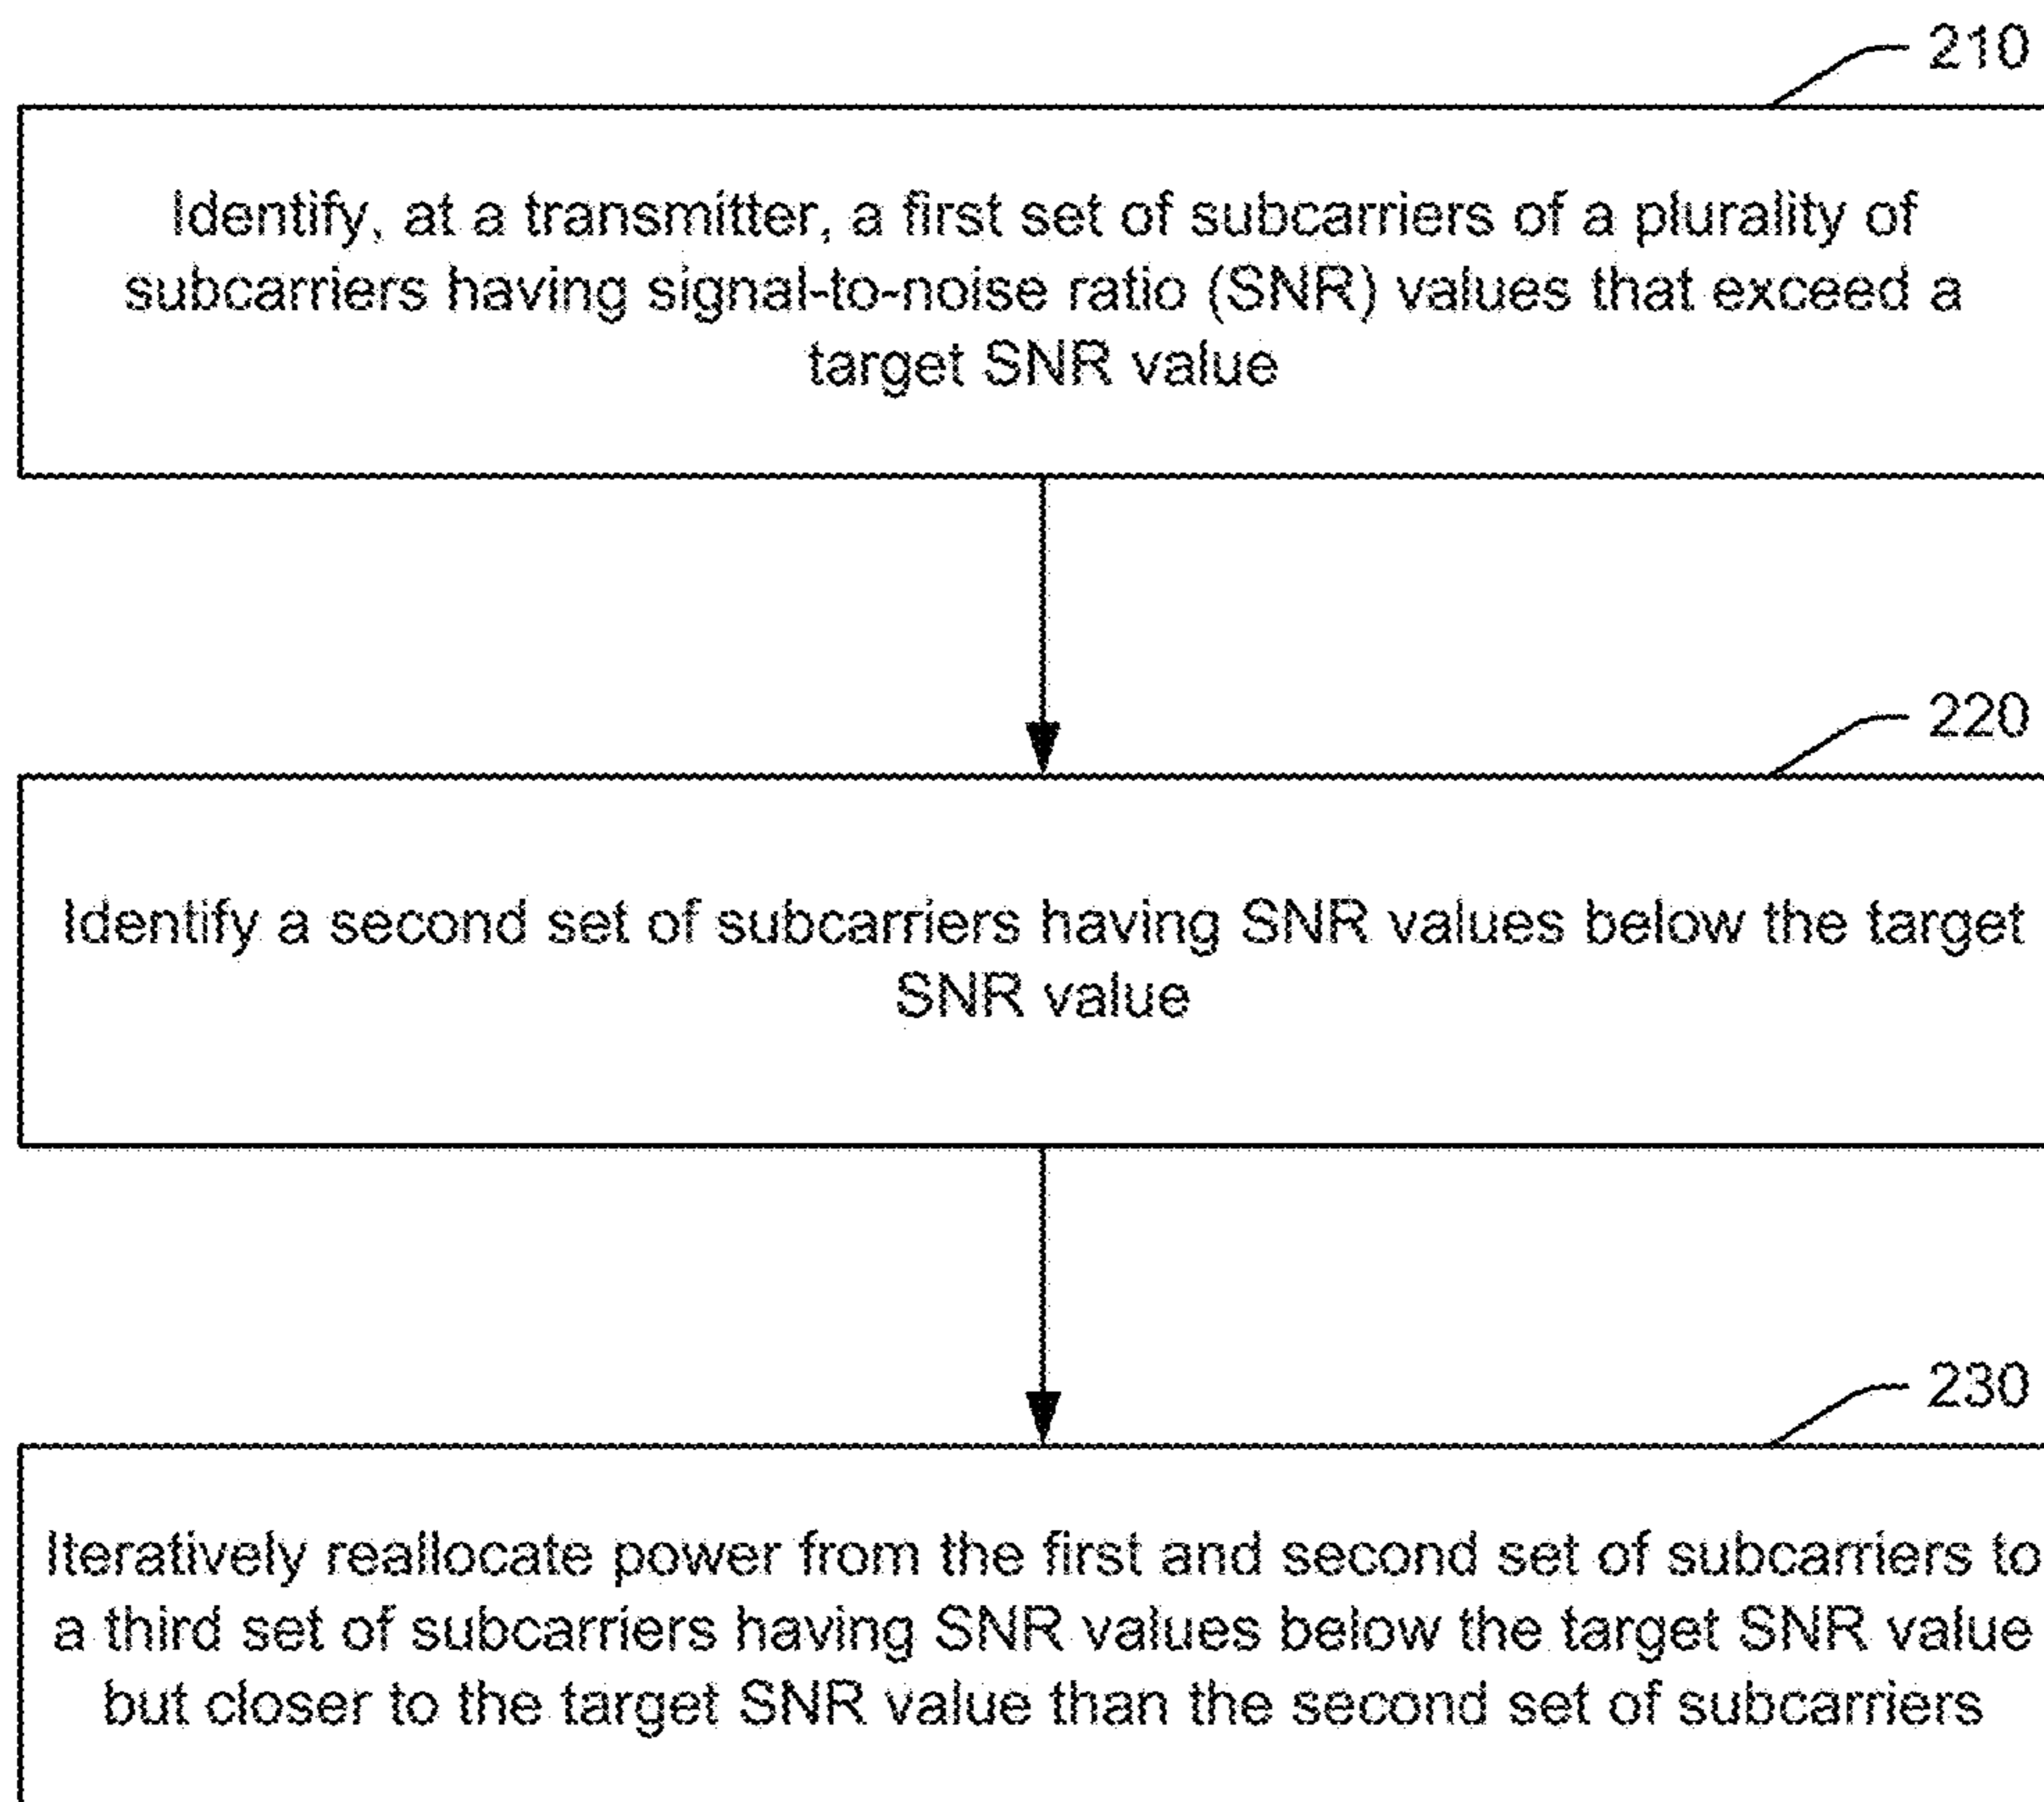 210
Identify, at a transmitter, a first set of subcarriers of a plurality of
subcarriers having signal-to-noise ratio (SNR) values that exceed a
target SNR value
220
Identify a second set of subcarriers having SNR values below the target
SNR value
230
Iteratively reallocate power from the first and second set of subcarriers to
a third set of subcarriers having SNR values below the target SNR value
but closer to the target SNR value than the second set of subcarriers